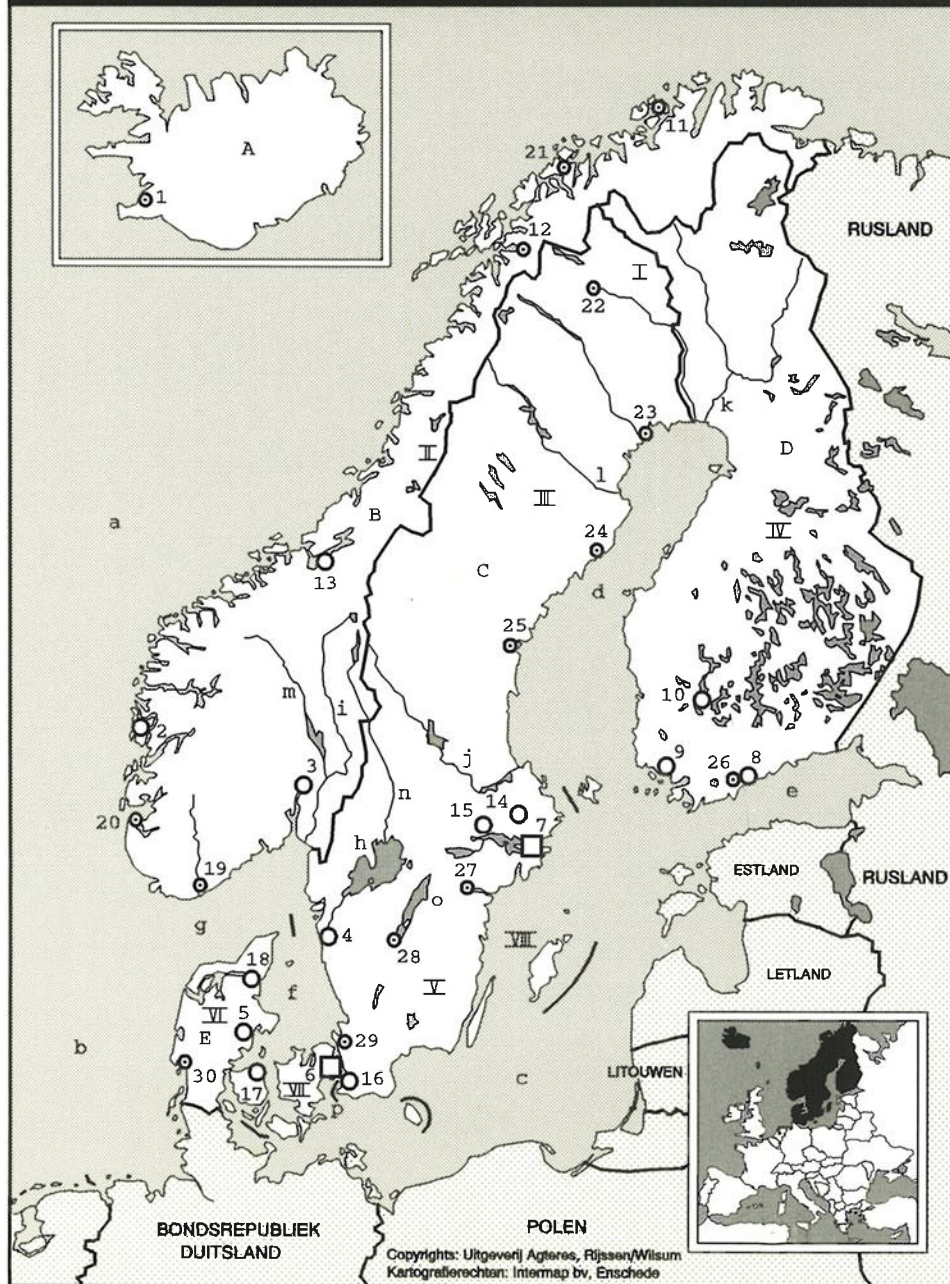 A
1
11
21
RUSLAND
12
I
22
k
23
II
D
l
III
B
a
IV
24
13
C
d
25
m
i
10
2
j
9
26
8
3
n
e
15
14
20
7
h
ESTLAND
RUSLAND
19
27
o
g
VIII
4
18
28
LETLAND
f
V
VI
5
E
29
b
6
c
LITOUWEN
30
17
VII
16
p
BONDSREPUBLIEK
DUITSLAND
POLEN
Copyrights: Uitgeverij Agteres, Rijssen/Wilsum
Kartografierechten: Intermap bv, Enschede